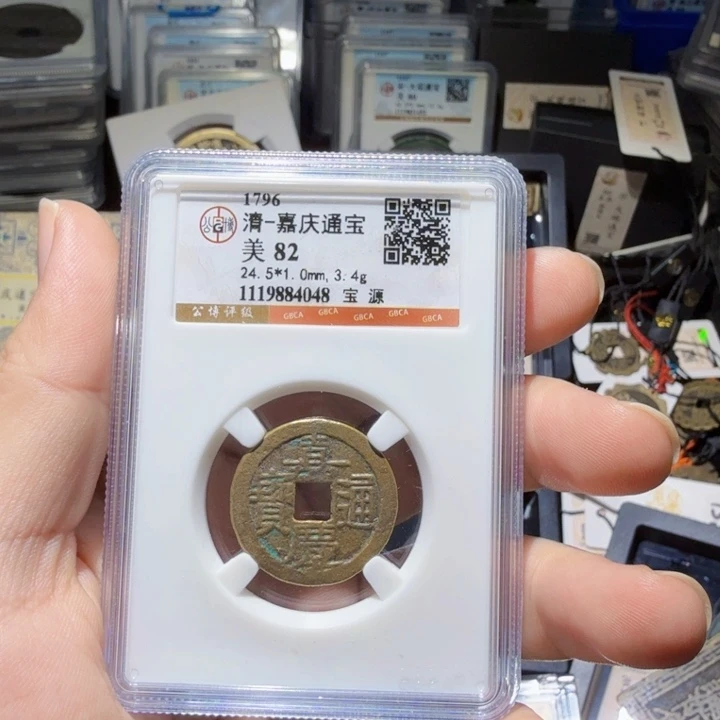 1796
清-嘉庆通宝
美 82
24.5*1.0mm, 3.4g
1119884048 宝 源
公博评级 GBCA GBCA GBCA GBCA GBCA
嘉
寶 通
慶